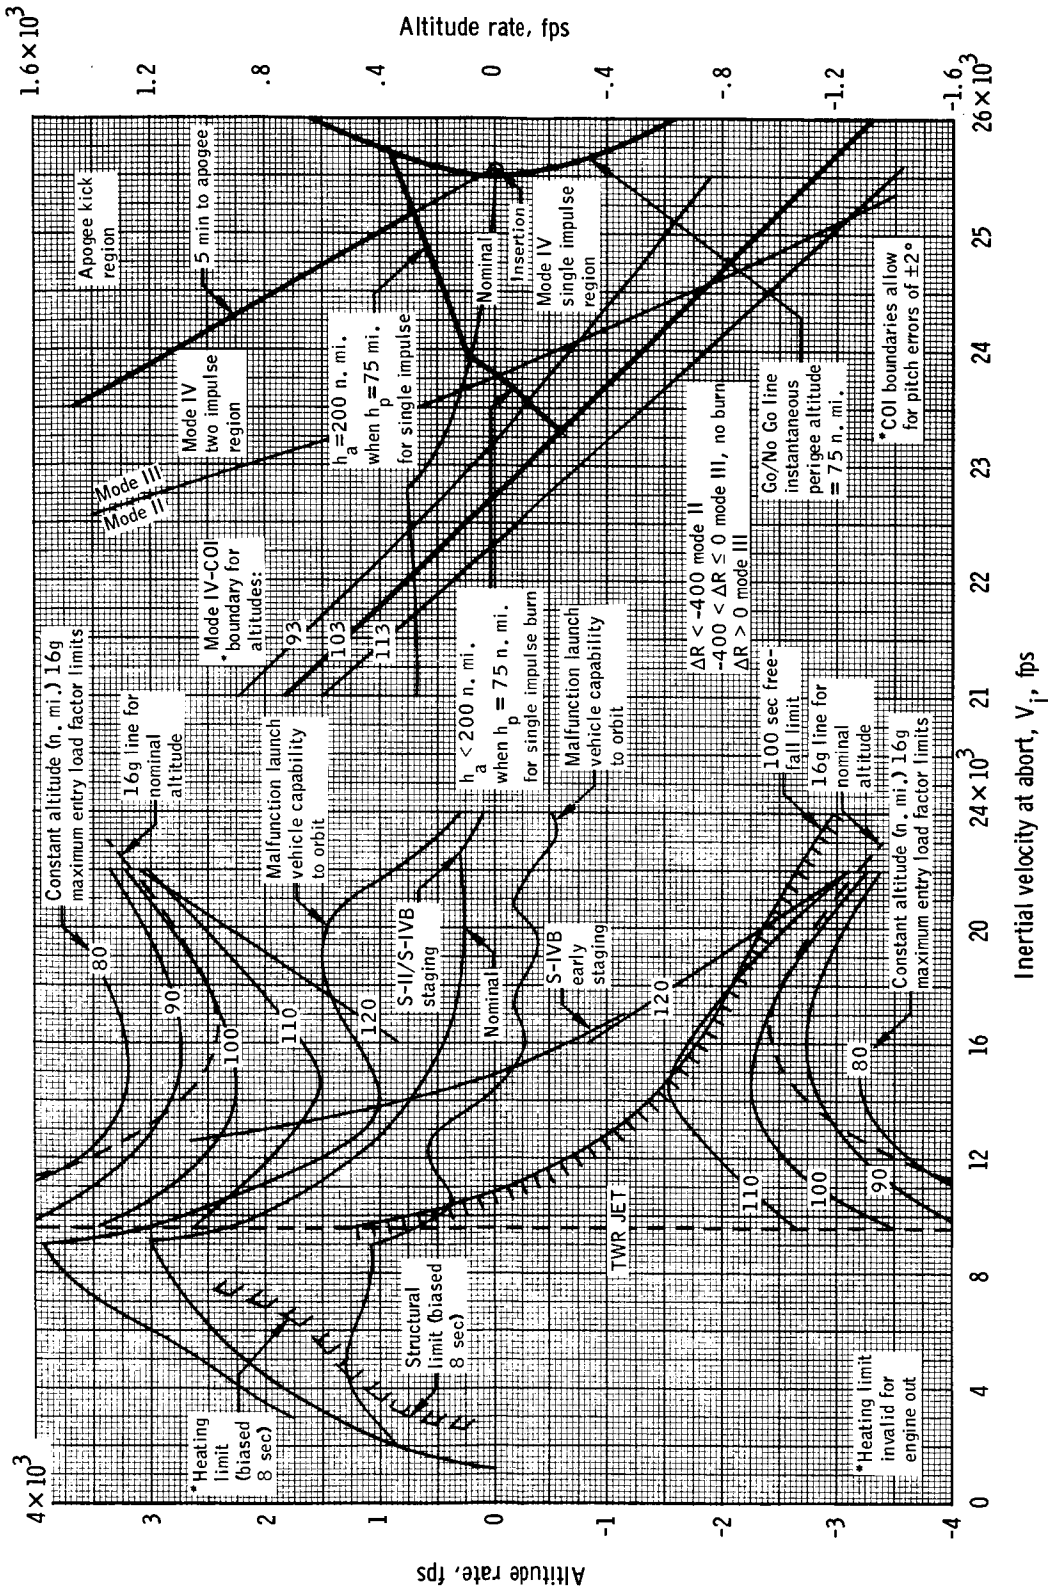 Altitude rate, fps
1.6 × 10³
1.2
.8
.4
0
-.4
-.8
-1.2
-1.6
Apogee kick
region
5 min to apogee
Mode IV
two impulse
region
Mode III
Mode II
hₐ = 200 n. mi.
when hₚ = 75 mi.
for single impulse
Nominal
Insertion
Mode IV
single impulse
region
*Mode IV-COI
boundary for
altitudes:
93
103
113
hₐ < 200 n. mi.
when hₚ = 75 n. mi.
for single impulse burn
ΔR < -400 mode II
-400 < ΔR ≤ 0 mode III, no burn
ΔR > 0 mode III
Go/No Go line
instantaneous
perigee altitude
= 75 n. mi.
*COI boundaries allow
for pitch errors of ±2°
21
22
23
24
25
26 × 10³
Constant altitude (n. mi.) 16g
maximum entry load factor limits
16g line for
nominal
altitude
Malfunction launch
vehicle capability
to orbit
80
90
100
110
120
S-II/S-IVB
staging
Nominal
S-IVB
early
staging
Malfunction launch
vehicle capability
to orbit
100 sec free-
fall limit
16g line for
nominal
altitude
Constant altitude (n. mi.) 16g
maximum entry load factor limits
120
110
100
90
80
TWR JET
*Heating
limit
(biased
8 sec)
Structural
limit (biased
8 sec)
*Heating limit
invalid for
engine out
4 × 10³
3
2
1
0
-1
-2
-3
-4
Altitude rate, fps
0
4
8
12
16
20
24 × 10³
Inertial velocity at abort, Vᵢ, fps